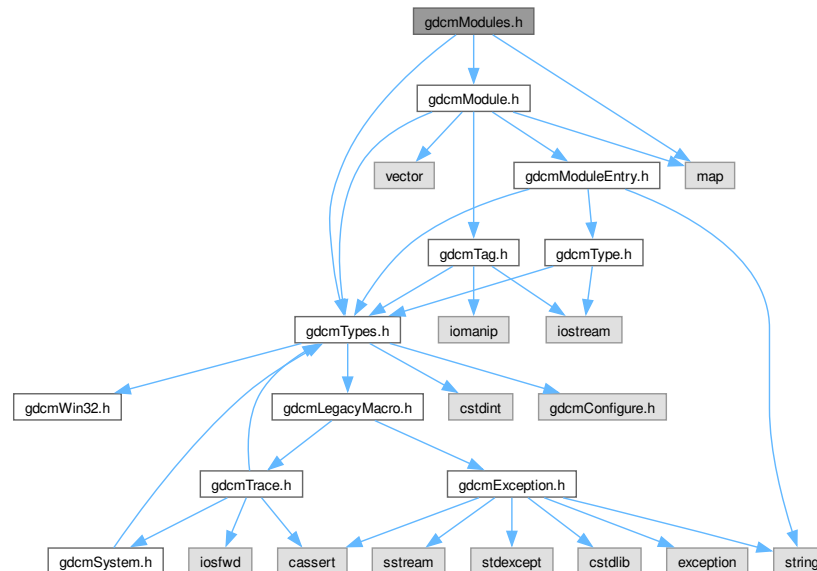 gdcmModules.h
gdcmModule.h
vector
gdcmModuleEntry.h
map
gdcmTag.h
gdcmType.h
gdcmTypes.h
iomanip
iostream
gdcmWin32.h
gdcmLegacyMacro.h
cstdint
gdcmConfigure.h
gdcmTrace.h
gdcmException.h
gdcmSystem.h
iosfwd
cassert
sstream
stdexcept
cstdlib
exception
string